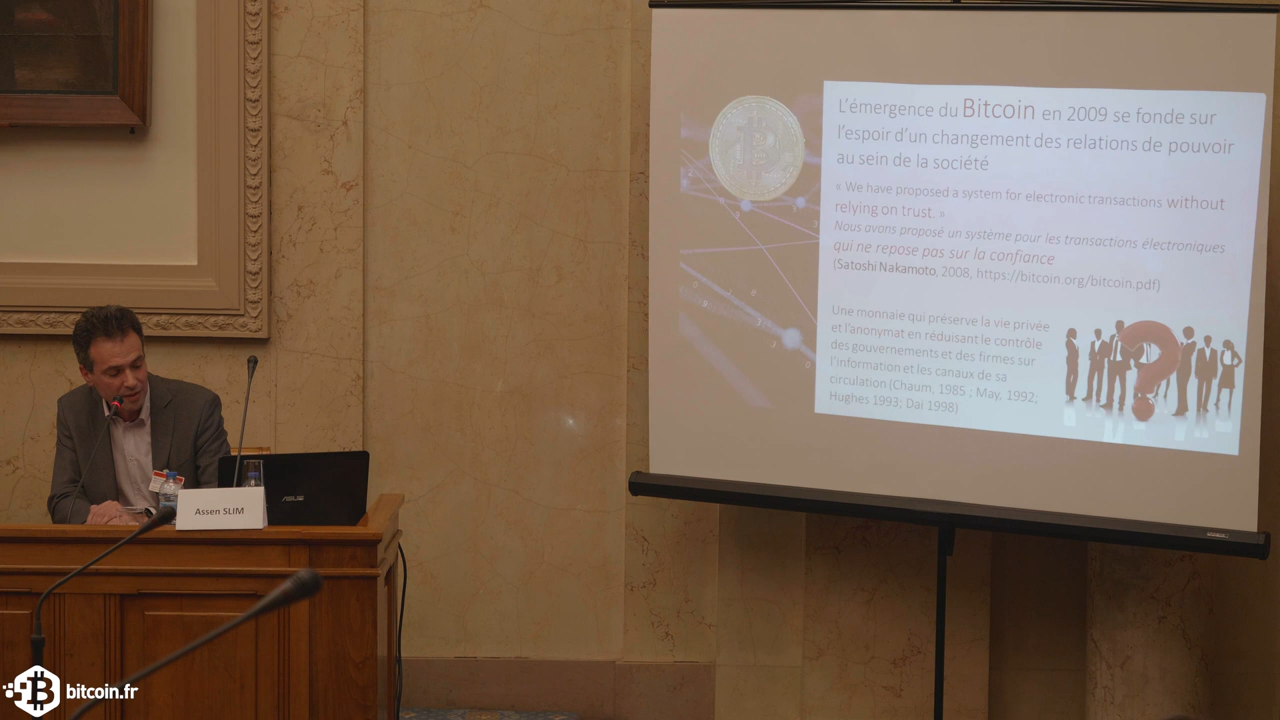 L'émergence du Bitcoin en 2009 se fonde sur
l'espoir d'un changement des relations de pouvoir
au sein de la société
« We have proposed a system for electronic transactions without
relying on trust. »
Nous avons proposé un système pour les transactions électroniques
qui ne repose pas sur la confiance
(Satoshi Nakamoto, 2008, https://bitcoin.org/bitcoin.pdf)
Une monnaie qui préserve la vie privée
et l'anonymat en réduisant le contrôle
des gouvernements et des firmes sur
l'information et les canaux de sa
circulation (Chaum, 1985 ; May, 1992;
Hughes 1993; Dai 1998)
ASUS
Assen SLIM
bitcoin.fr